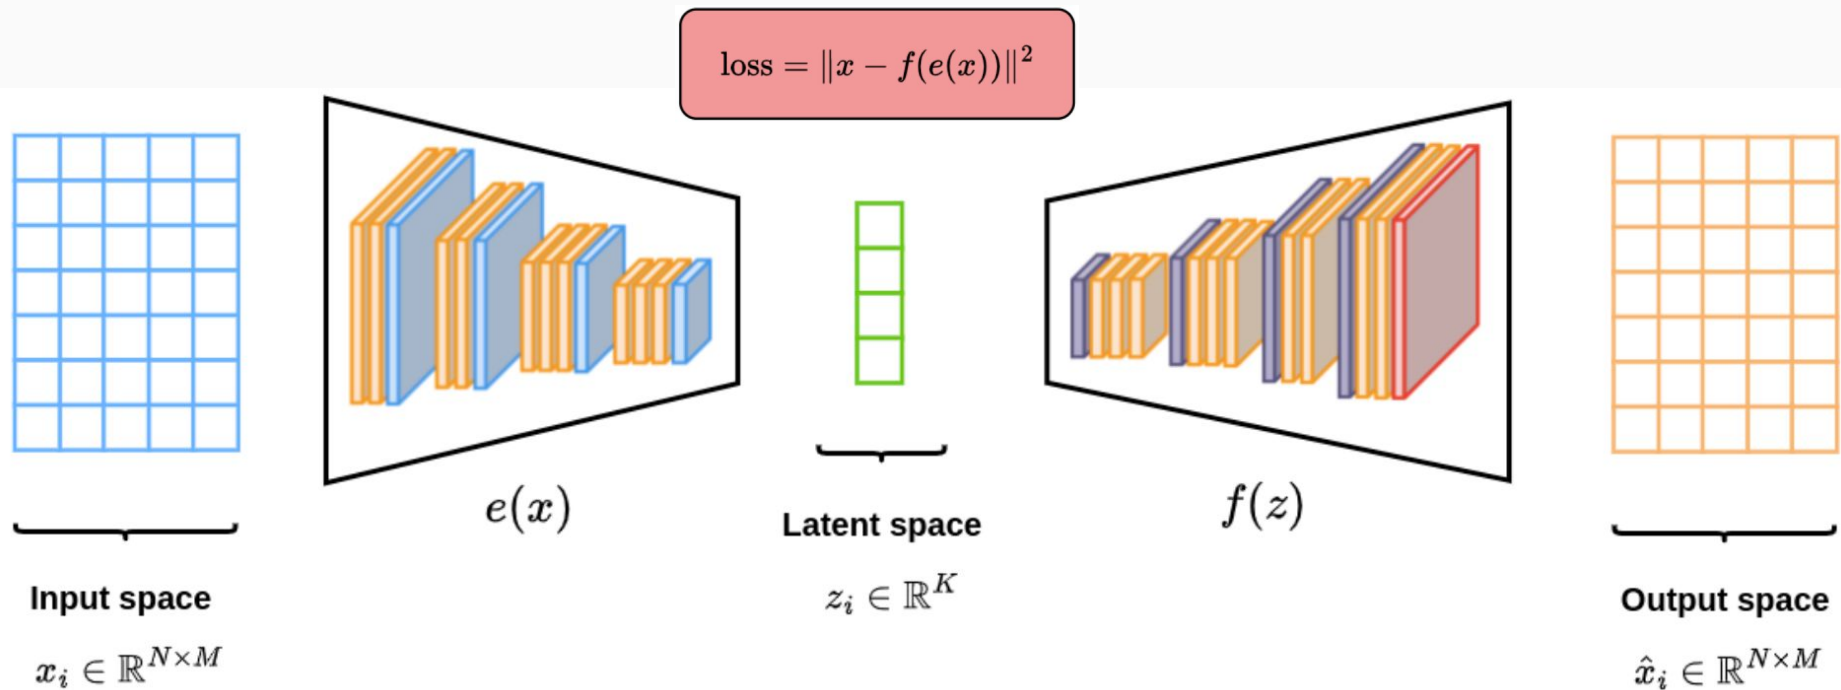 loss = ‖x − f(e(x))‖²
e(x)
f(z)
Latent space
z_i ∈ ℝ^K
Input space
x_i ∈ ℝ^{N×M}
Output space
x̂_i ∈ ℝ^{N×M}